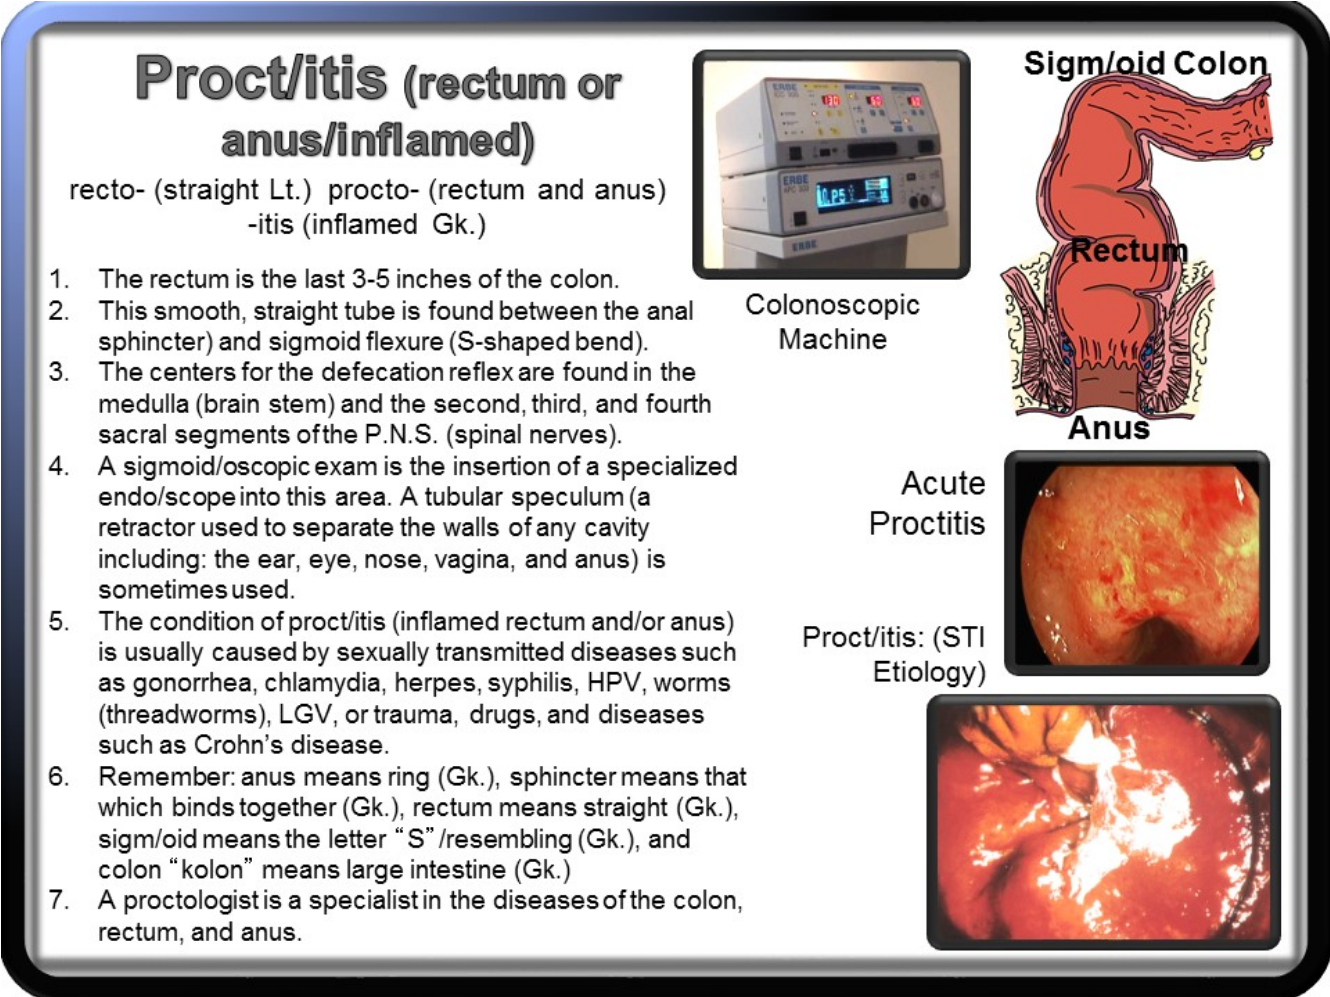 Proct/itis (rectum or
anus/inflamed)
recto- (straight Lt.) procto- (rectum and anus)
-itis (inflamed Gk.)
1. The rectum is the last 3-5 inches of the colon.
2. This smooth, straight tube is found between the anal
sphincter) and sigmoid flexure (S-shaped bend).
3. The centers for the defecation reflex are found in the
medulla (brain stem) and the second, third, and fourth
sacral segments of the P.N.S. (spinal nerves).
4. A sigmoid/oscopic exam is the insertion of a specialized
endo/scope into this area. A tubular speculum (a
retractor used to separate the walls of any cavity
including: the ear, eye, nose, vagina, and anus) is
sometimes used.
5. The condition of proct/itis (inflamed rectum and/or anus)
is usually caused by sexually transmitted diseases such
as gonorrhea, chlamydia, herpes, syphilis, HPV, worms
(threadworms), LGV, or trauma, drugs, and diseases
such as Crohn's disease.
6. Remember: anus means ring (Gk.), sphincter means that
which binds together (Gk.), rectum means straight (Gk.),
sigm/oid means the letter “S”/resembling (Gk.), and
colon “kolon” means large intestine (Gk.)
7. A proctologist is a specialist in the diseases of the colon,
rectum, and anus.
ERBE
ERBE
ERBE
Colonoscopic
Machine
Sigm/oid Colon
Rectum
Anus
Acute
Proctitis
Proct/itis: (STI
Etiology)